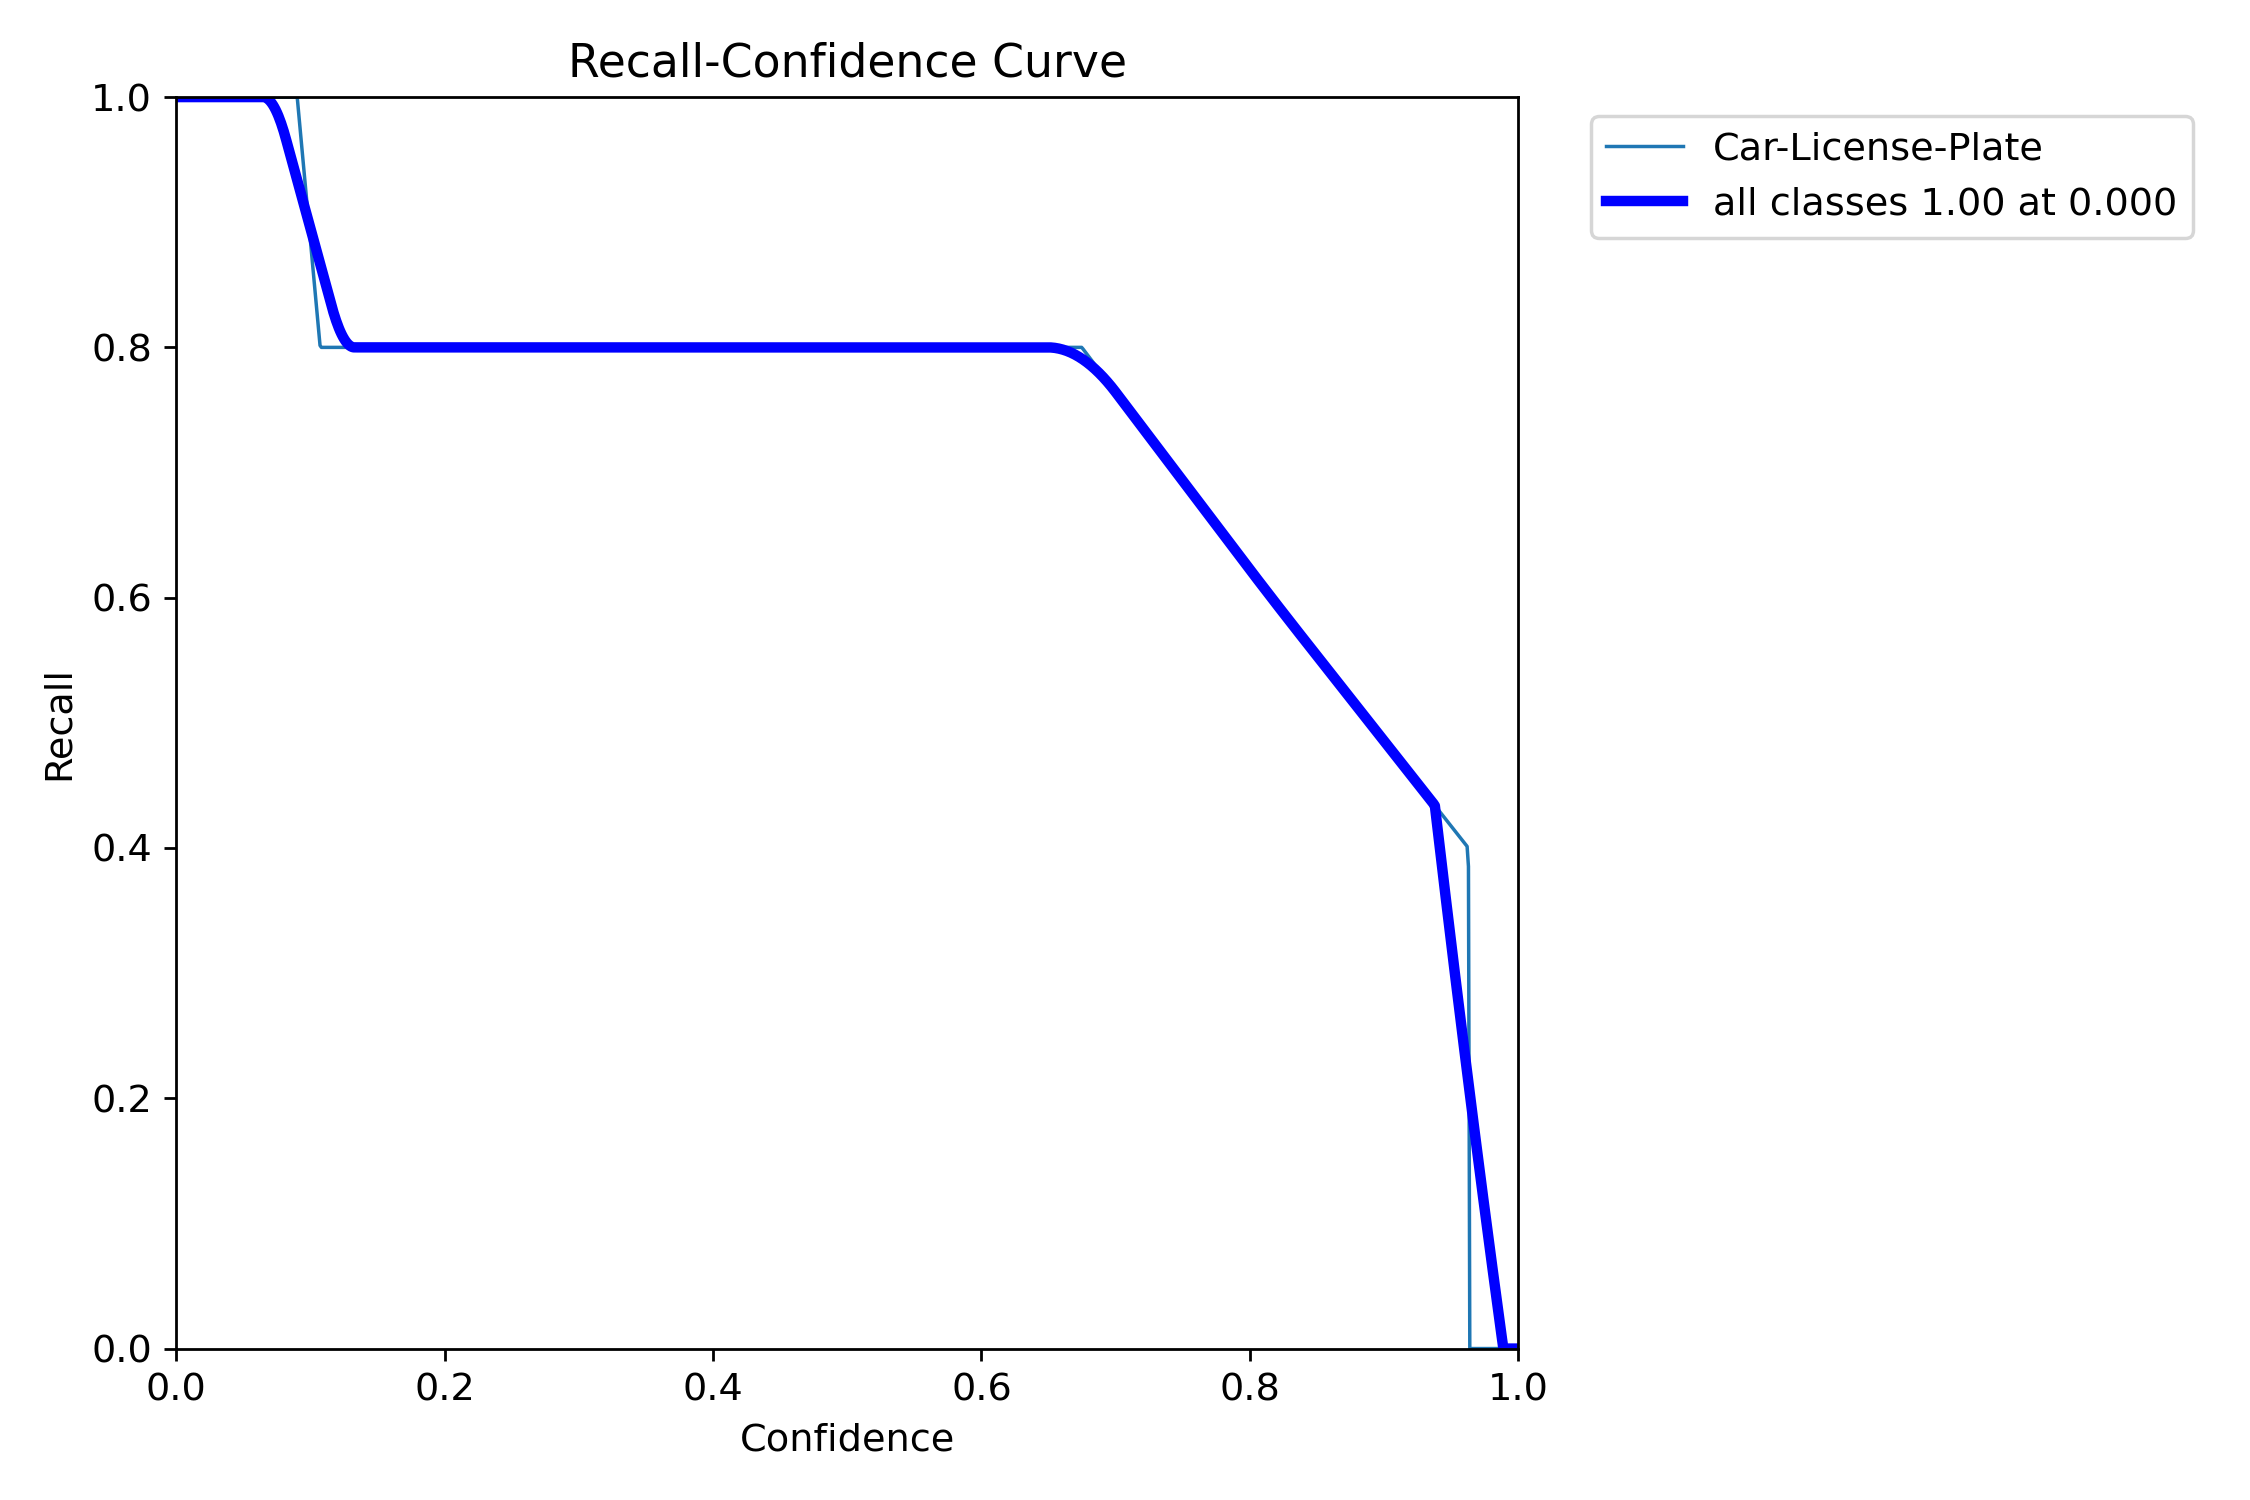 Recall-Confidence Curve
1.0
0.8
0.6
0.4
0.2
0.0
Recall
0.0 0.2 0.4 0.6 0.8 1.0
Confidence
Car-License-Plate
all classes 1.00 at 0.000